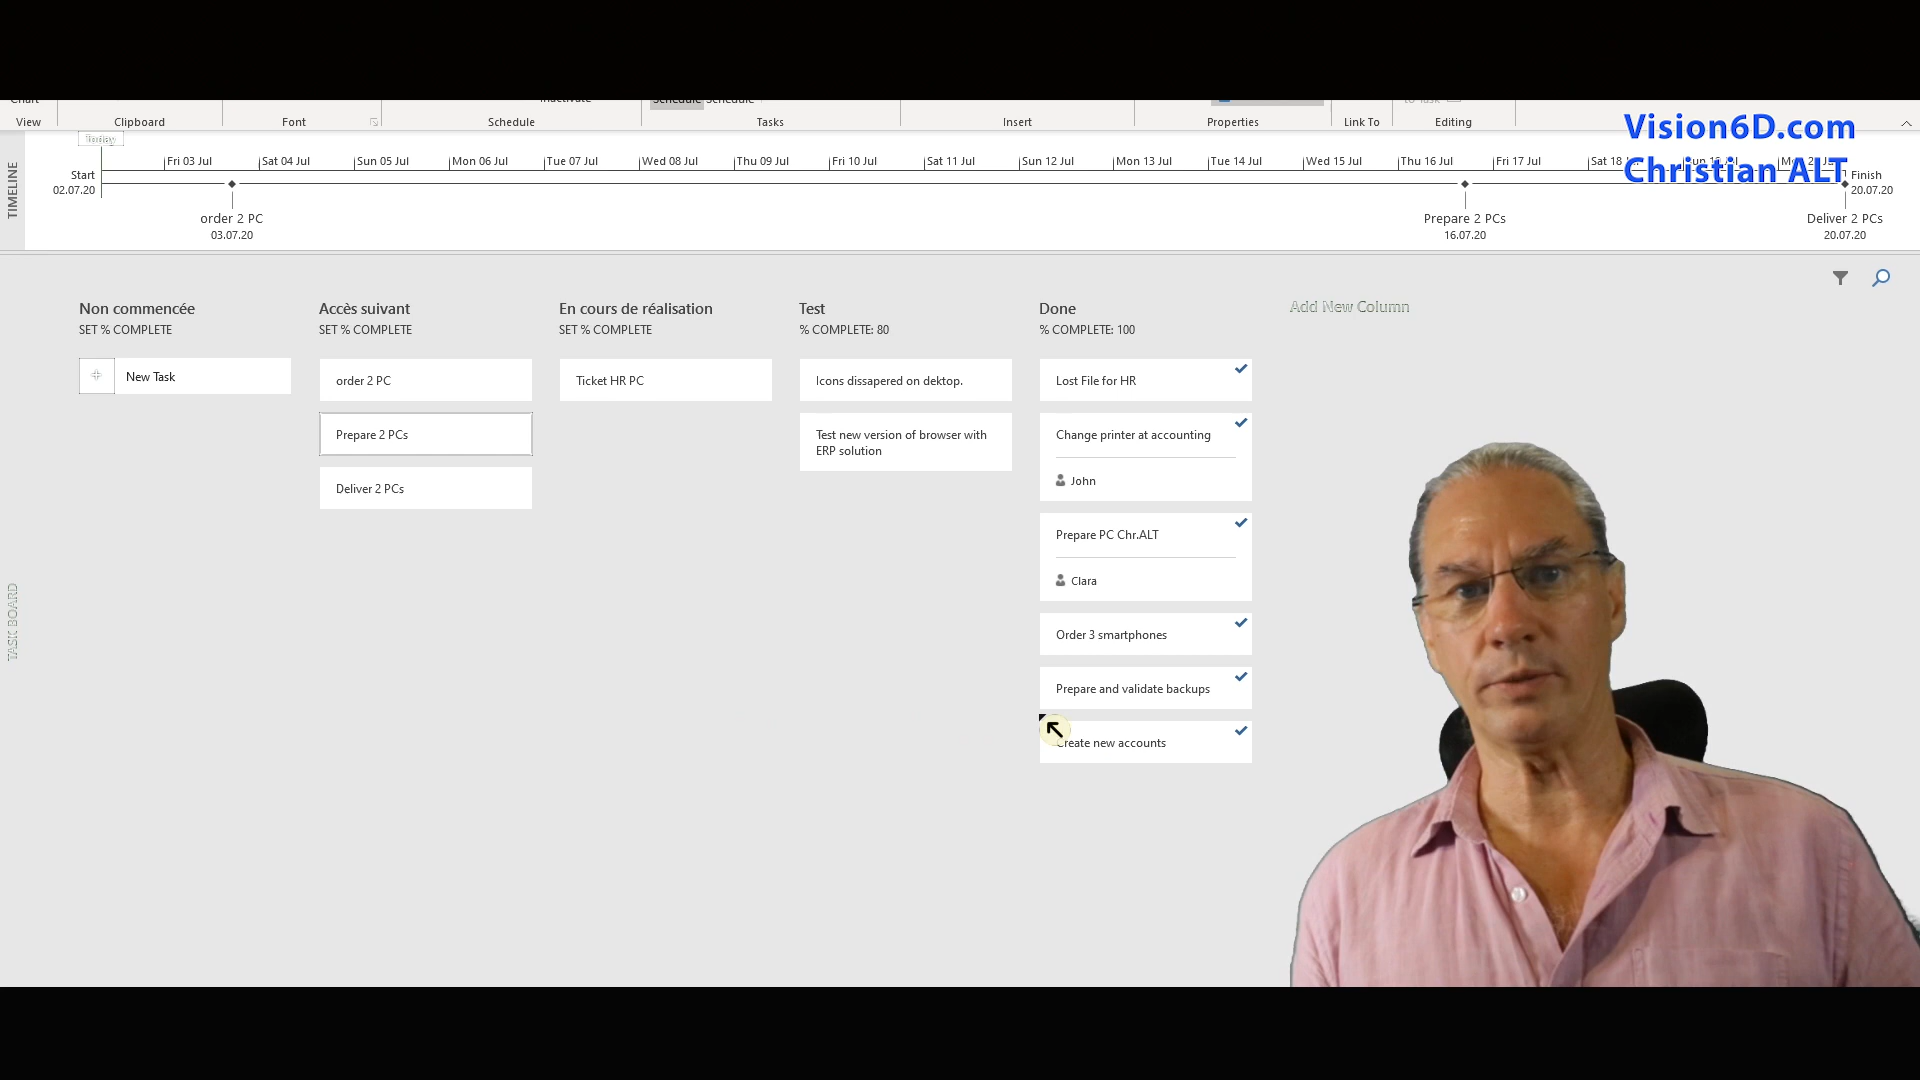 Vision6D.com
Christian ALT
View
Clipboard
Font
Schedule
Tasks
Insert
Properties
Link To
Editing
TIMELINE
Today
Start
02.07.20
Fri 03 Jul
Sat 04 Jul
Sun 05 Jul
Mon 06 Jul
Tue 07 Jul
Wed 08 Jul
Thu 09 Jul
Fri 10 Jul
Sat 11 Jul
Sun 12 Jul
Mon 13 Jul
Tue 14 Jul
Wed 15 Jul
Thu 16 Jul
Fri 17 Jul
Sat 18
Finish
20.07.20
order 2 PC
03.07.20
Prepare 2 PCs
16.07.20
Deliver 2 PCs
20.07.20
TASK BOARD
Non commencée
SET % COMPLETE
New Task
Accès suivant
SET % COMPLETE
order 2 PC
Prepare 2 PCs
Deliver 2 PCs
En cours de réalisation
SET % COMPLETE
Ticket HR PC
Test
% COMPLETE: 80
Icons dissapered on dektop.
Test new version of browser with
ERP solution
Done
% COMPLETE: 100
Lost File for HR
Change printer at accounting
John
Prepare PC Chr.ALT
Clara
Order 3 smartphones
Prepare and validate backups
Create new accounts
Add New Column